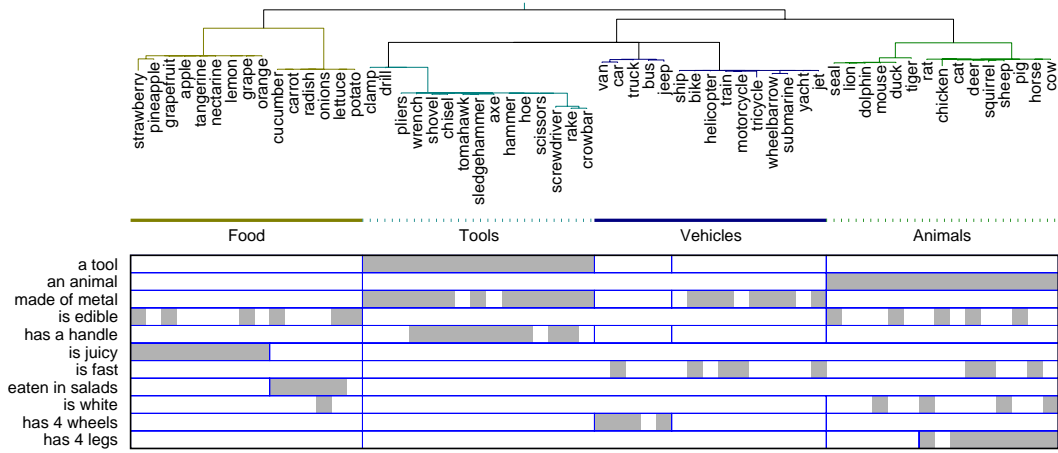 strawberry
pineapple
grapefruit
apple
tangerine
nectarine
lemon
grape
orange
cucumber
carrot
radish
onions
lettuce
potato
clamp
drill
pliers
wrench
shovel
chisel
tomahawk
sledgehammer
axe
hammer
hoe
scissors
screwdriver
rake
crowbar
van
car
truck
bus
jeep
ship
bike
helicopter
train
motorcycle
tricycle
wheelbarrow
submarine
yacht
jet
seal
lion
dolphin
mouse
duck
tiger
rat
chicken
cat
deer
squirrel
sheep
pig
horse
cow
Food Tools Vehicles Animals
a tool
an animal
made of metal
is edible
has a handle
is juicy
is fast
eaten in salads
is white
has 4 wheels
has 4 legs